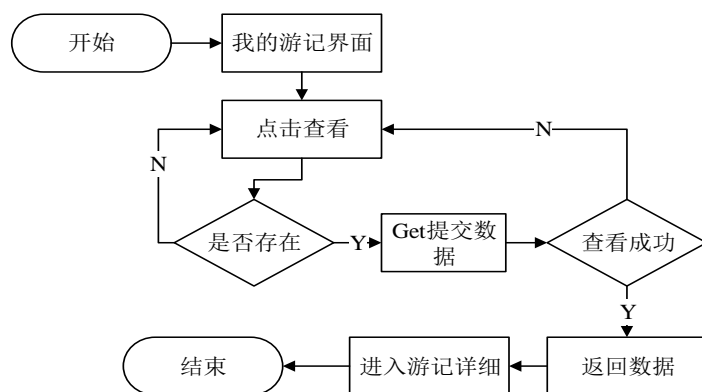 开始
我的游记界面
点击查看
N
N
是否存在
Y
Get提交数
据
查看成功
Y
结束
进入游记详细
返回数据